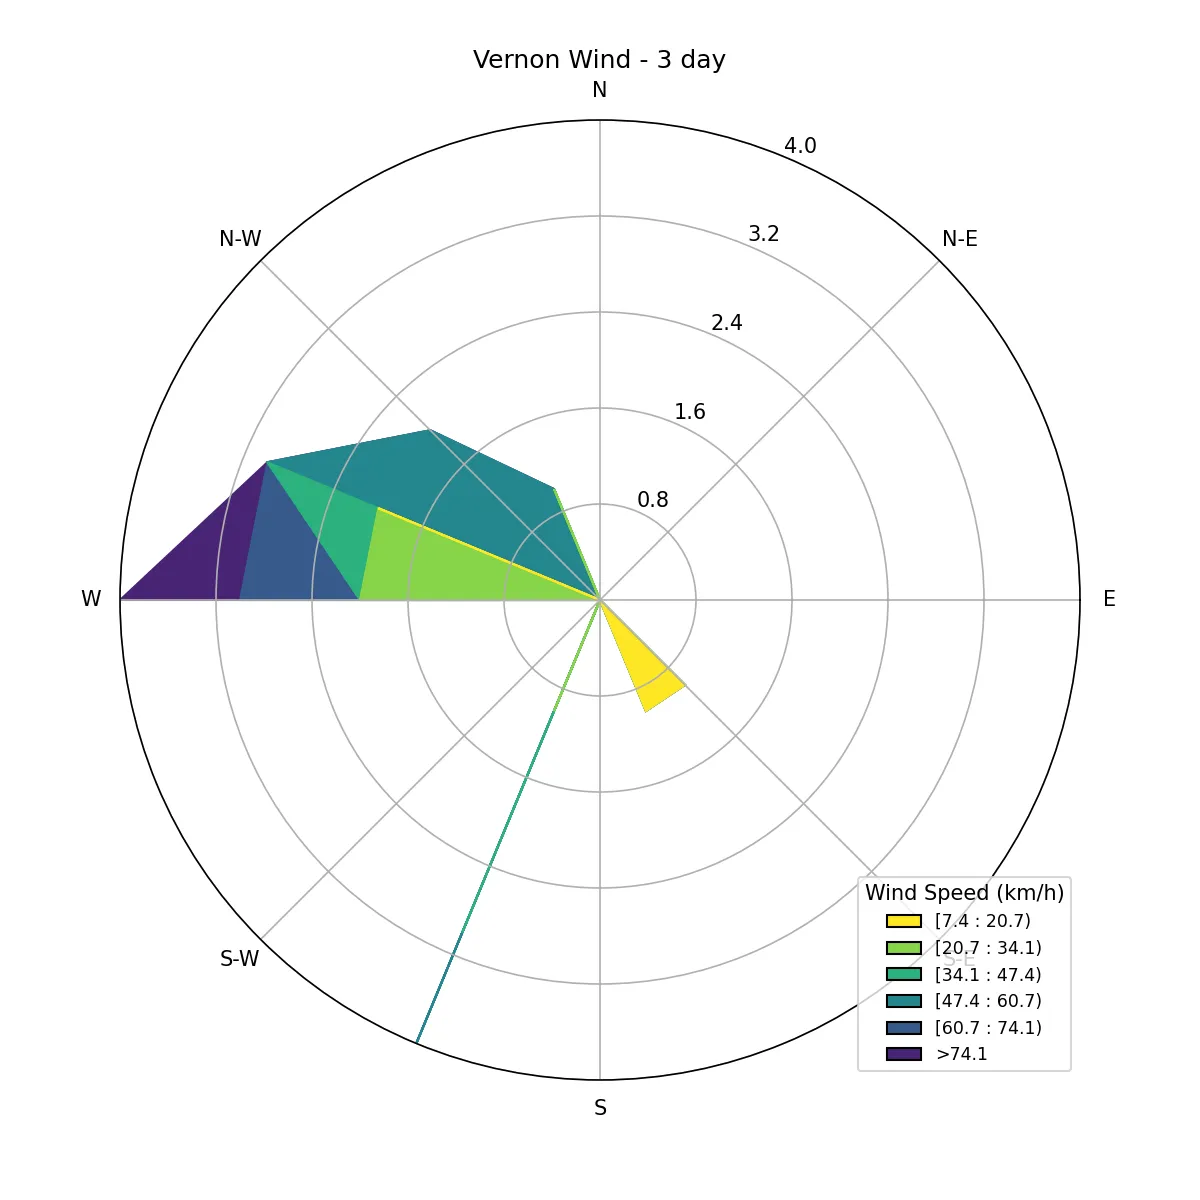 Vernon Wind - 3 day
N
4.0
N-W
N-E
3.2
2.4
1.6
0.8
W
E
Wind Speed (km/h)
[7.4 : 20.7)
[20.7 : 34.1)
[34.1 : 47.4)
[47.4 : 60.7)
[60.7 : 74.1)
>74.1
S-W
S-E
S